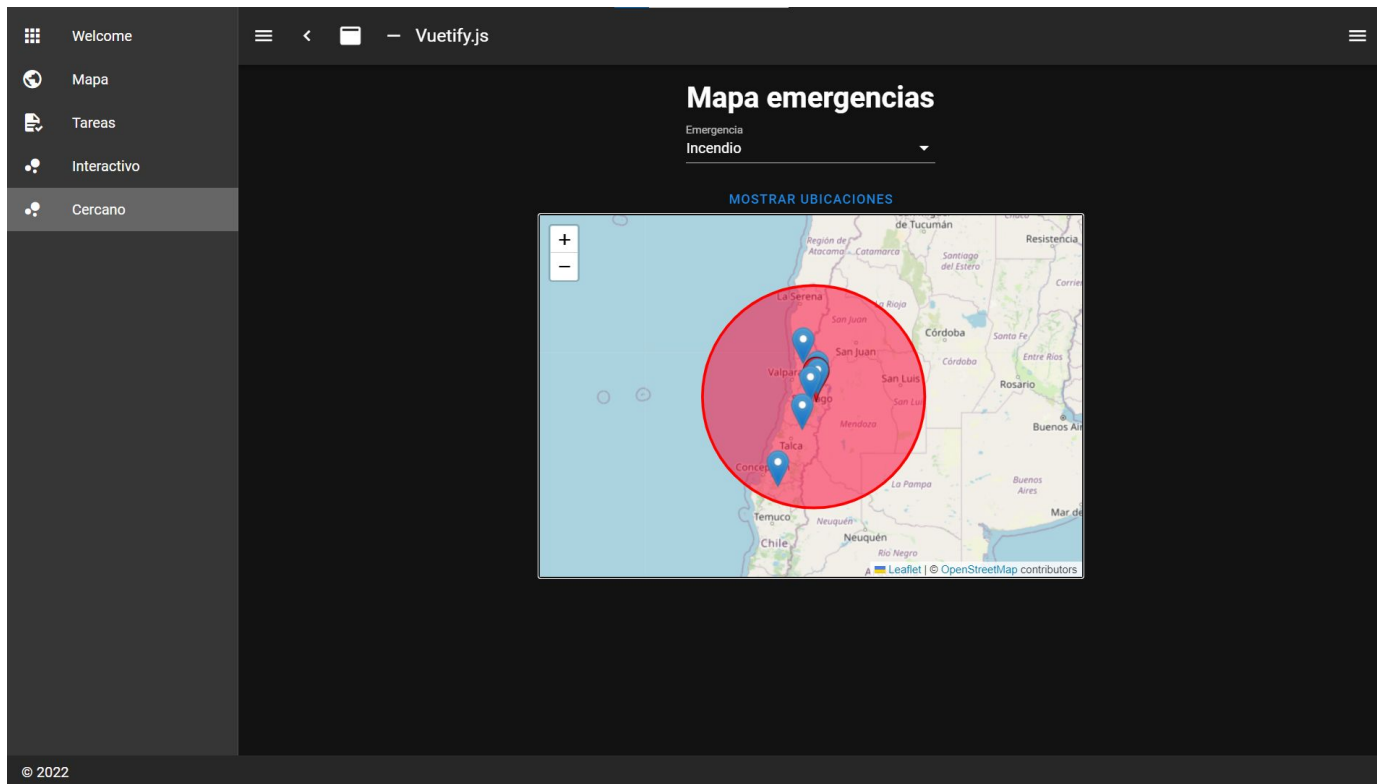 Welcome
Mapa
Tareas
Interactivo
Cercano
Vuetify.js
Mapa emergencias
Emergencia
Incendio
MOSTRAR UBICACIONES
+
−
de Tucumán
Región de
Atacama
Catamarca
Santiago
del Estero
Resistencia
La Serena
La Rioja
San Juan
San Juan
Córdoba
Córdoba
Santa Fe
Entre Ríos
San Luis
San Lui
Rosario
Mendoza
Buenos Air
Talca
La Pampa
Buenos
Aires
Mar de
Temuco
Neuquén
Neuquén
Chile
Río Negro
Leaflet | © OpenStreetMap contributors
© 2022